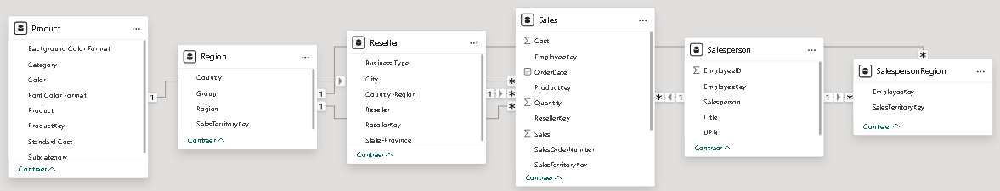 Product
Background Color Format
Category
Color
Font Color Format
Product
ProductKey
Standard Cost
Subcategory
Contraer
1
Region
Country
Group
Region
SalesTerritoryKey
Contraer
1
1
Reseller
Business Type
City
Country-Region
Reseller
ResellerKey
State-Province
Contraer
1
*
*
*
Sales
Σ Cost
EmployeeKey
OrderDate
ProductKey
Σ Quantity
ResellerKey
Σ Sales
SalesOrderNumber
SalesTerritoryKey
Contraer
* 1
Salesperson
Σ EmployeeID
EmployeeKey
Salesperson
Title
UPN
Contraer
1 *
*
SalespersonRegion
EmployeeKey
SalesTerritoryKey
Contraer